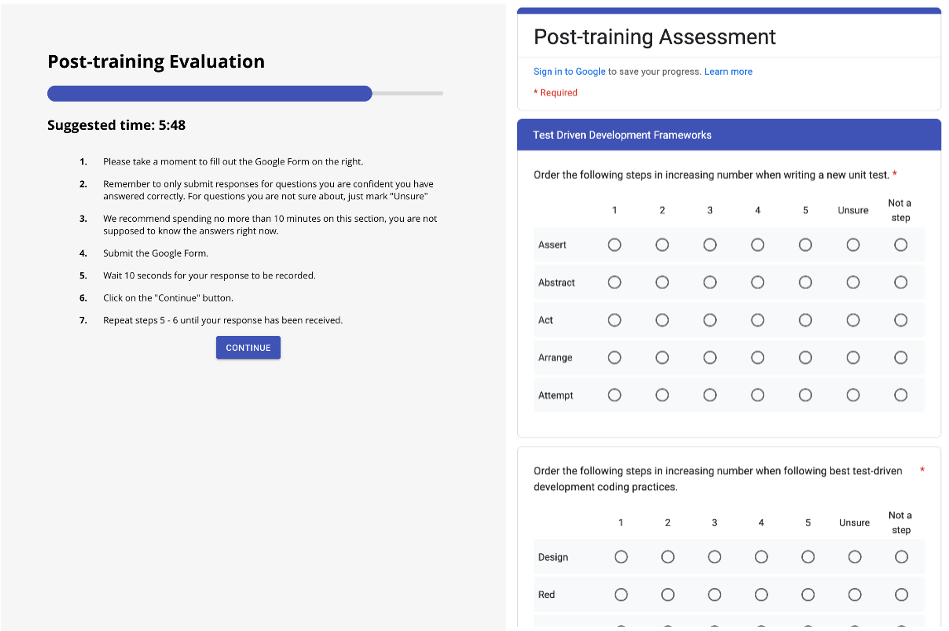 Post-training Evaluation
Suggested time: 5:48
1. Please take a moment to fill out the Google Form on the right.
2. Remember to only submit responses for questions you are confident you have
answered correctly. For questions you are not sure about, just mark "Unsure"
3. We recommend spending no more than 10 minutes on this section, you are not
supposed to know the answers right now.
4. Submit the Google Form.
5. Wait 10 seconds for your response to be recorded.
6. Click on the "Continue" button.
7. Repeat steps 5 - 6 until your response has been received.
CONTINUE
Post-training Assessment
Sign in to Google to save your progress. Learn more
* Required
Test Driven Development Frameworks
Order the following steps in increasing number when writing a new unit test. *
1 2 3 4 5 Unsure Not a
step
Assert
Abstract
Act
Arrange
Attempt
Order the following steps in increasing number when following best test-driven *
development coding practices.
1 2 3 4 5 Unsure Not a
step
Design
Red